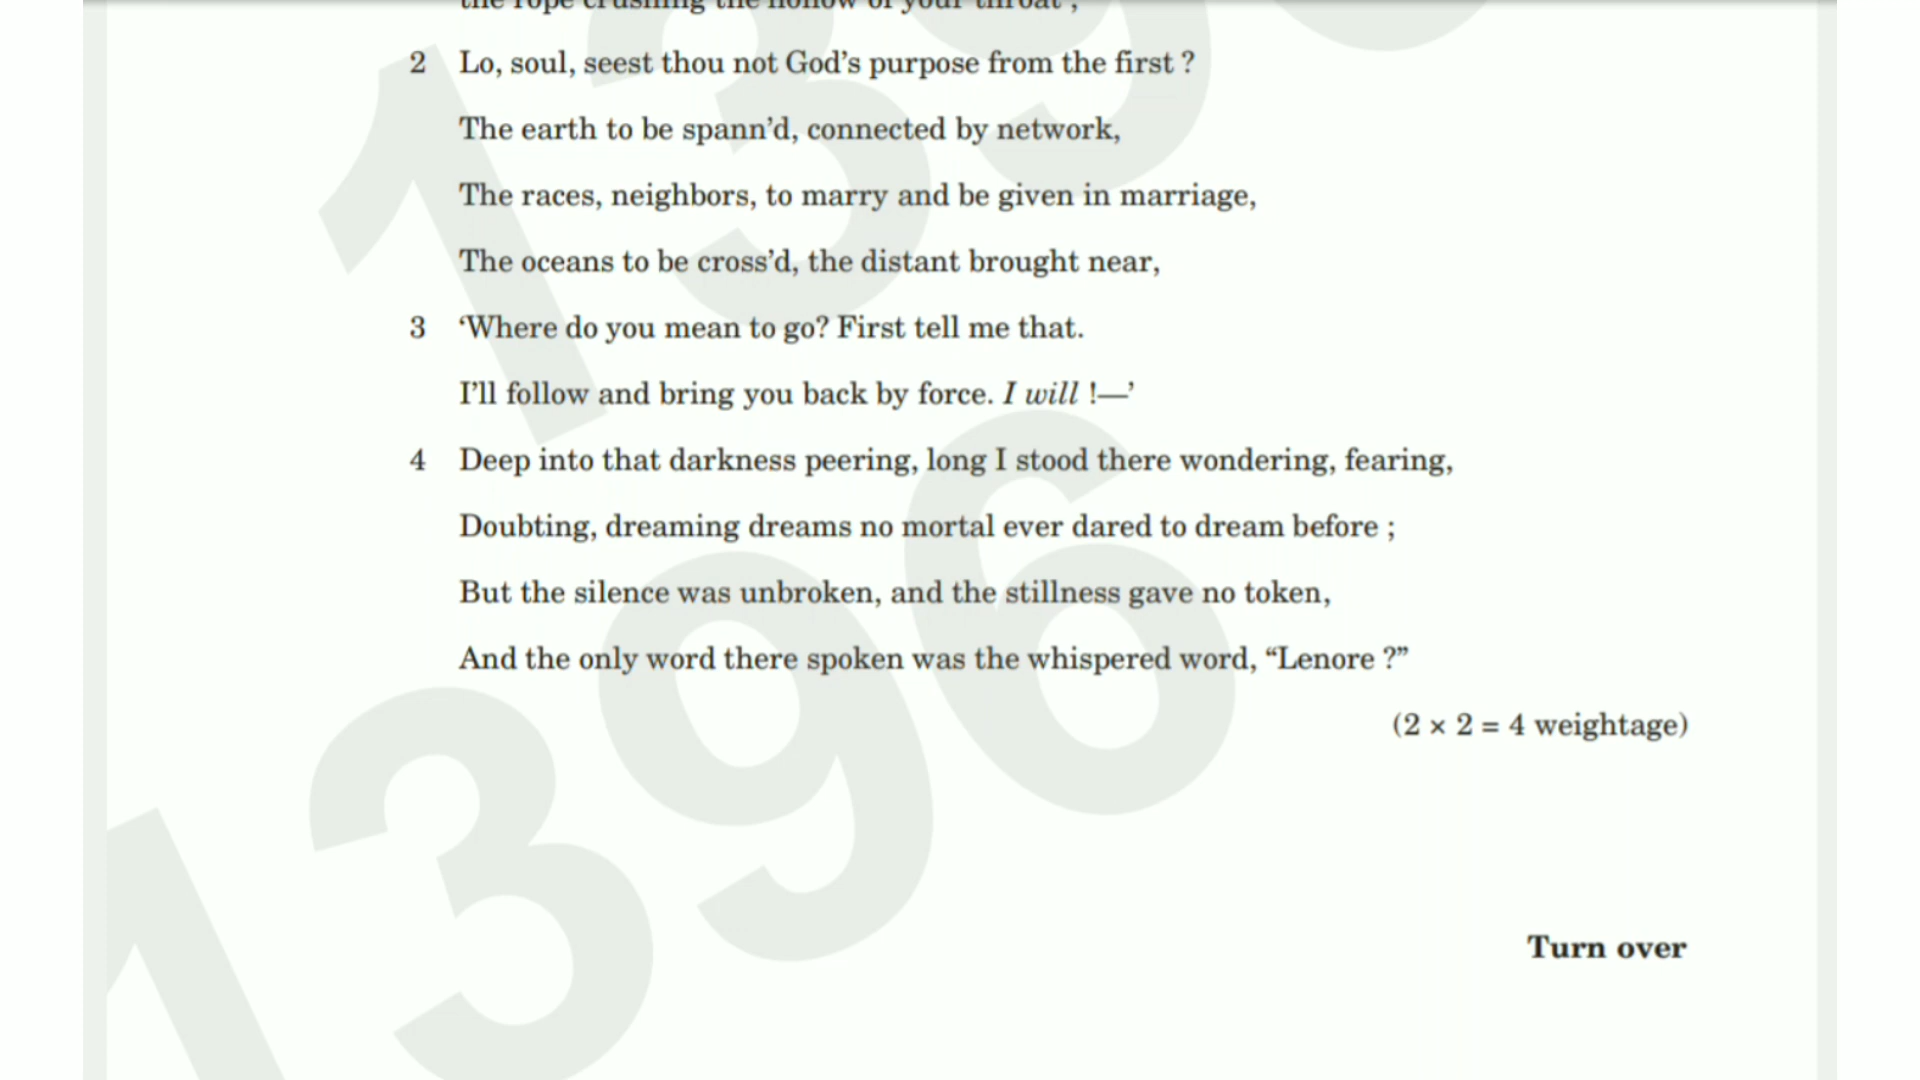 the rope crushing the hollow of your throat ;
2 Lo, soul, seest thou not God’s purpose from the first ?
The earth to be spann’d, connected by network,
The races, neighbors, to marry and be given in marriage,
The oceans to be cross’d, the distant brought near,
3 ‘Where do you mean to go? First tell me that.
I’ll follow and bring you back by force. I will !—’
4 Deep into that darkness peering, long I stood there wondering, fearing,
Doubting, dreaming dreams no mortal ever dared to dream before ;
But the silence was unbroken, and the stillness gave no token,
And the only word there spoken was the whispered word, “Lenore ?”
(2 × 2 = 4 weightage)
Turn over
1396
1396